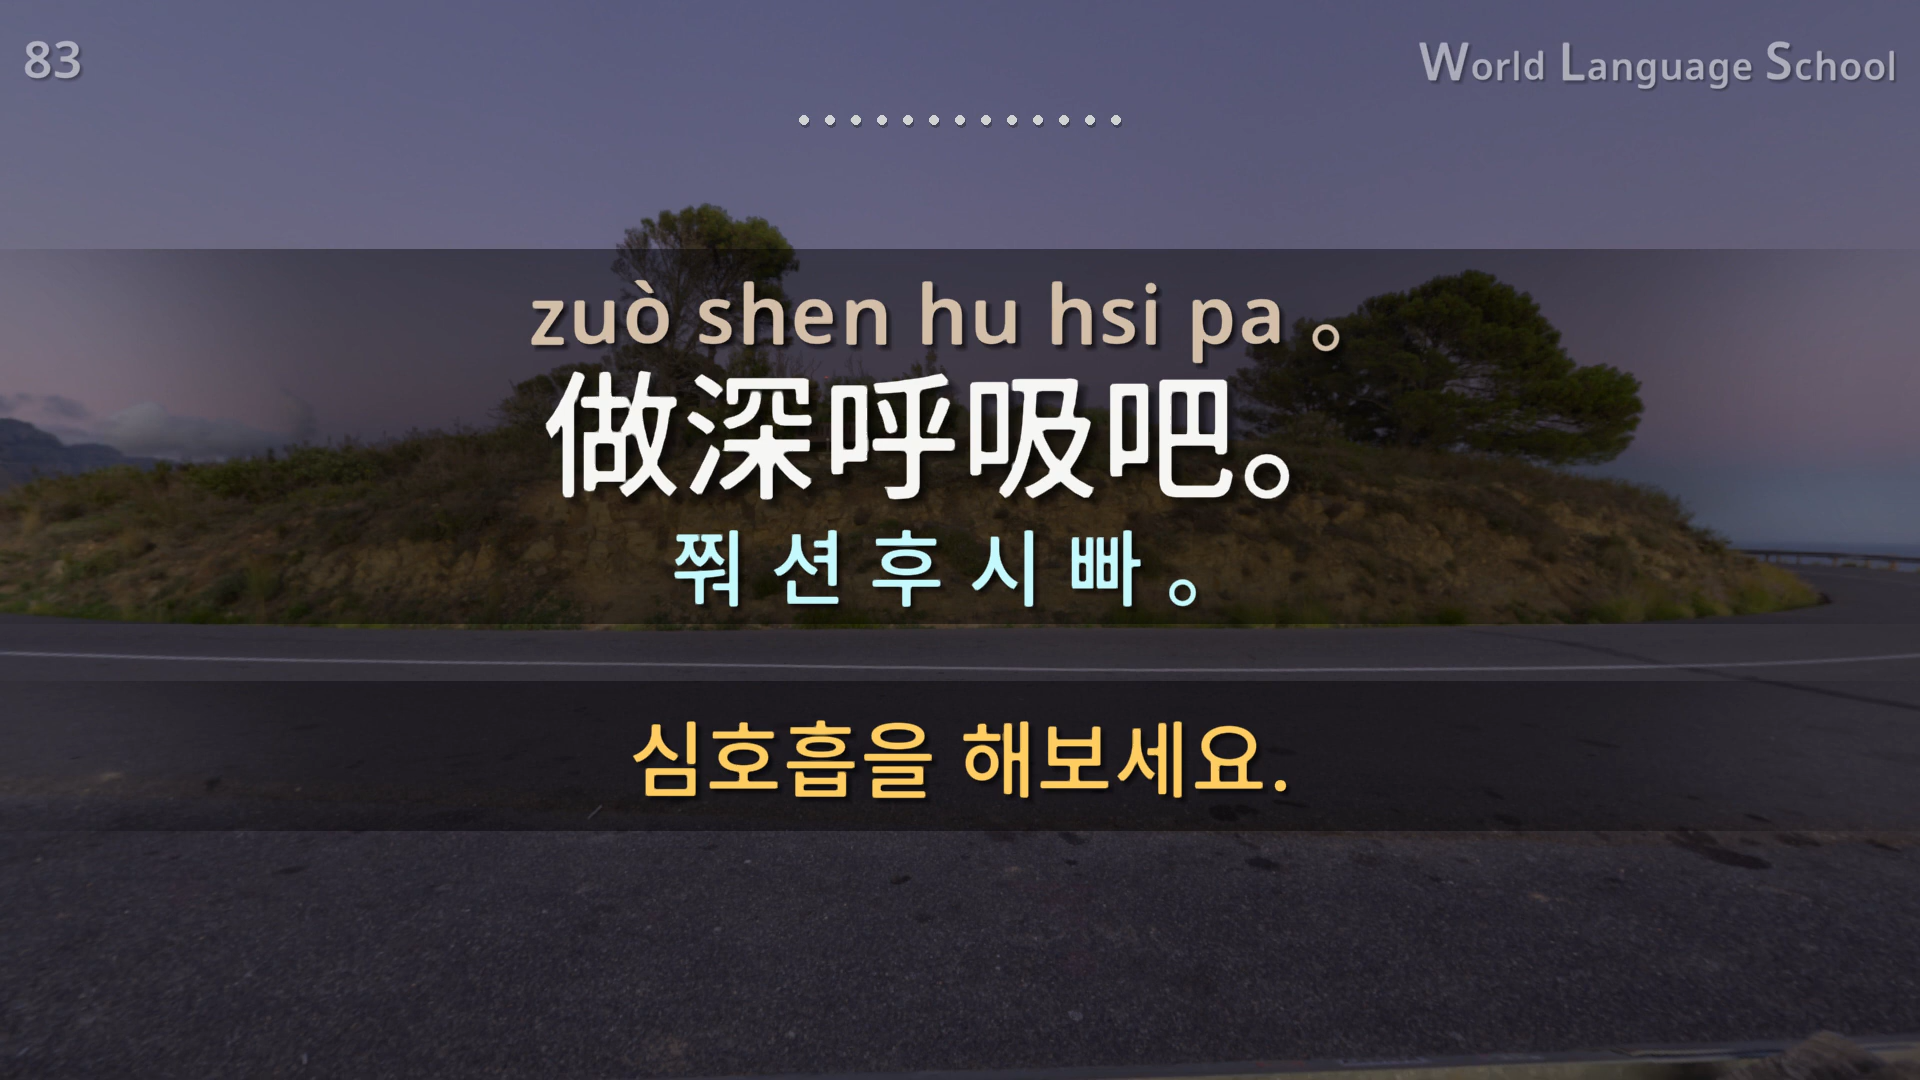 83
World Language School
zuò shen hu hsi pa 。
做深呼吸吧。
쭤 션 후 시 빠 。
심호흡을 해보세요.